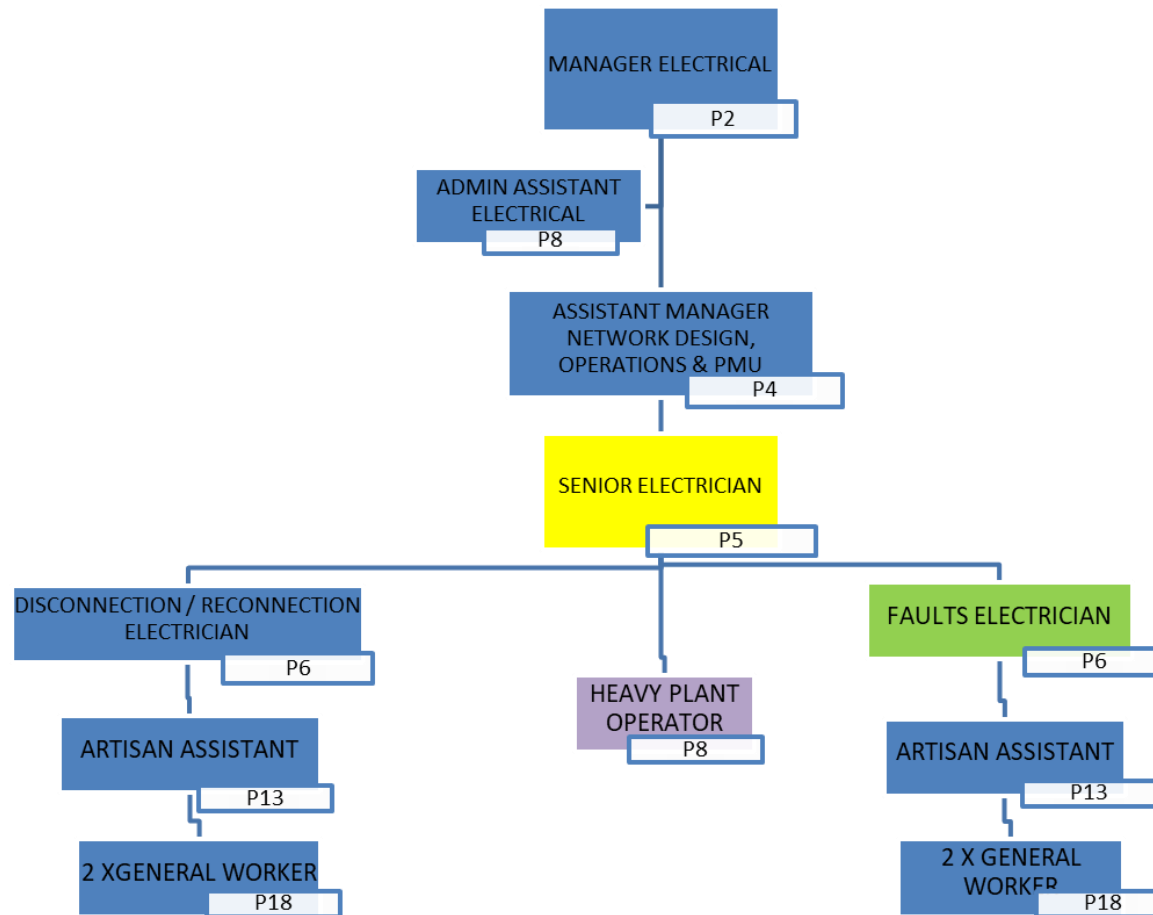 MANAGER ELECTRICAL
P2
ADMIN ASSISTANT
ELECTRICAL
P8
ASSISTANT MANAGER
NETWORK DESIGN,
OPERATIONS & PMU
P4
SENIOR ELECTRICIAN
P5
DISCONNECTION / RECONNECTION
ELECTRICIAN
P6
FAULTS ELECTRICIAN
P6
HEAVY PLANT
OPERATOR
P8
ARTISAN ASSISTANT
P13
ARTISAN ASSISTANT
P13
2 XGENERAL WORKER
P18
2 X GENERAL
WORKER
P18